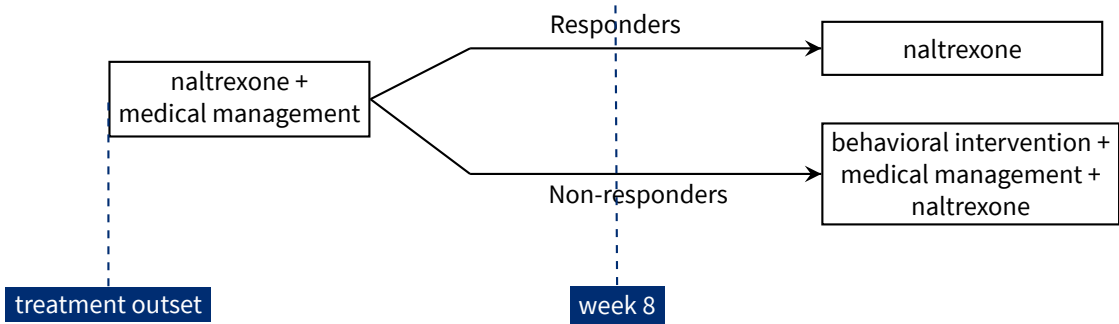 Responders
naltrexone
naltrexone +
medical management
behavioral intervention +
medical management +
naltrexone
Non-responders
treatment outset
week 8